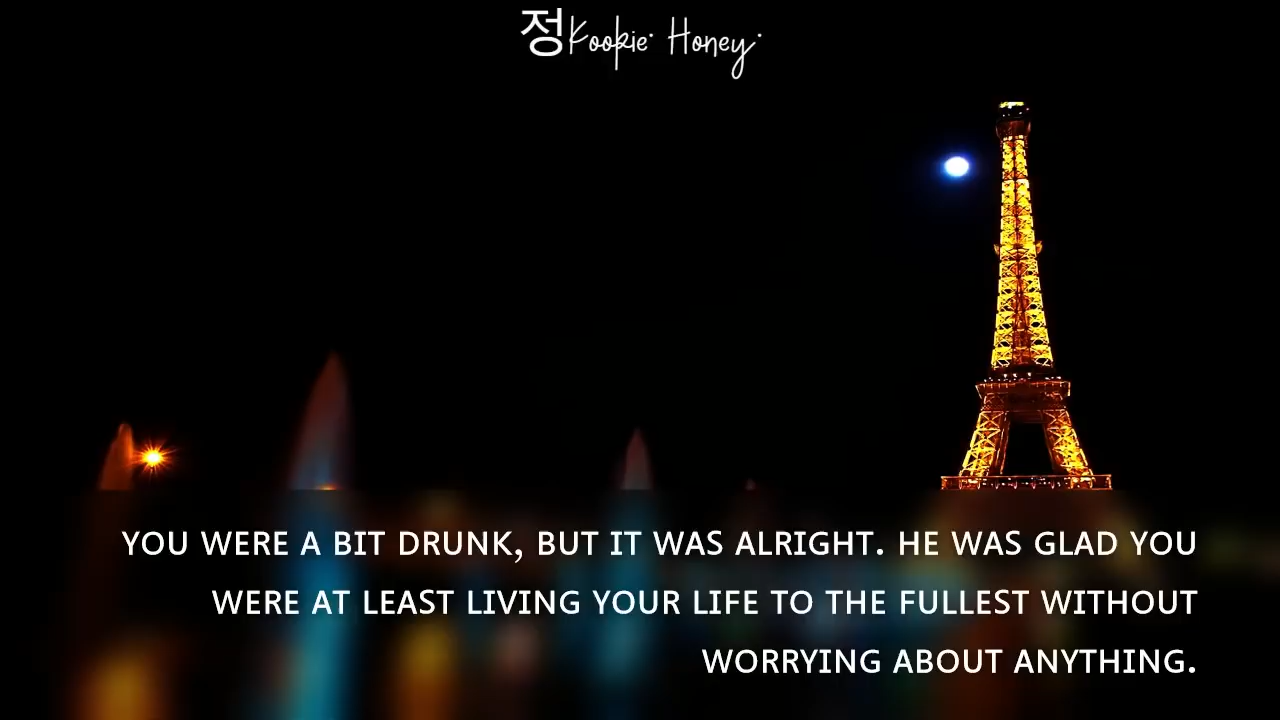 정Kookie Honey
YOU WERE A BIT DRUNK, BUT IT WAS ALRIGHT. HE WAS GLAD YOU
WERE AT LEAST LIVING YOUR LIFE TO THE FULLEST WITHOUT
WORRYING ABOUT ANYTHING.